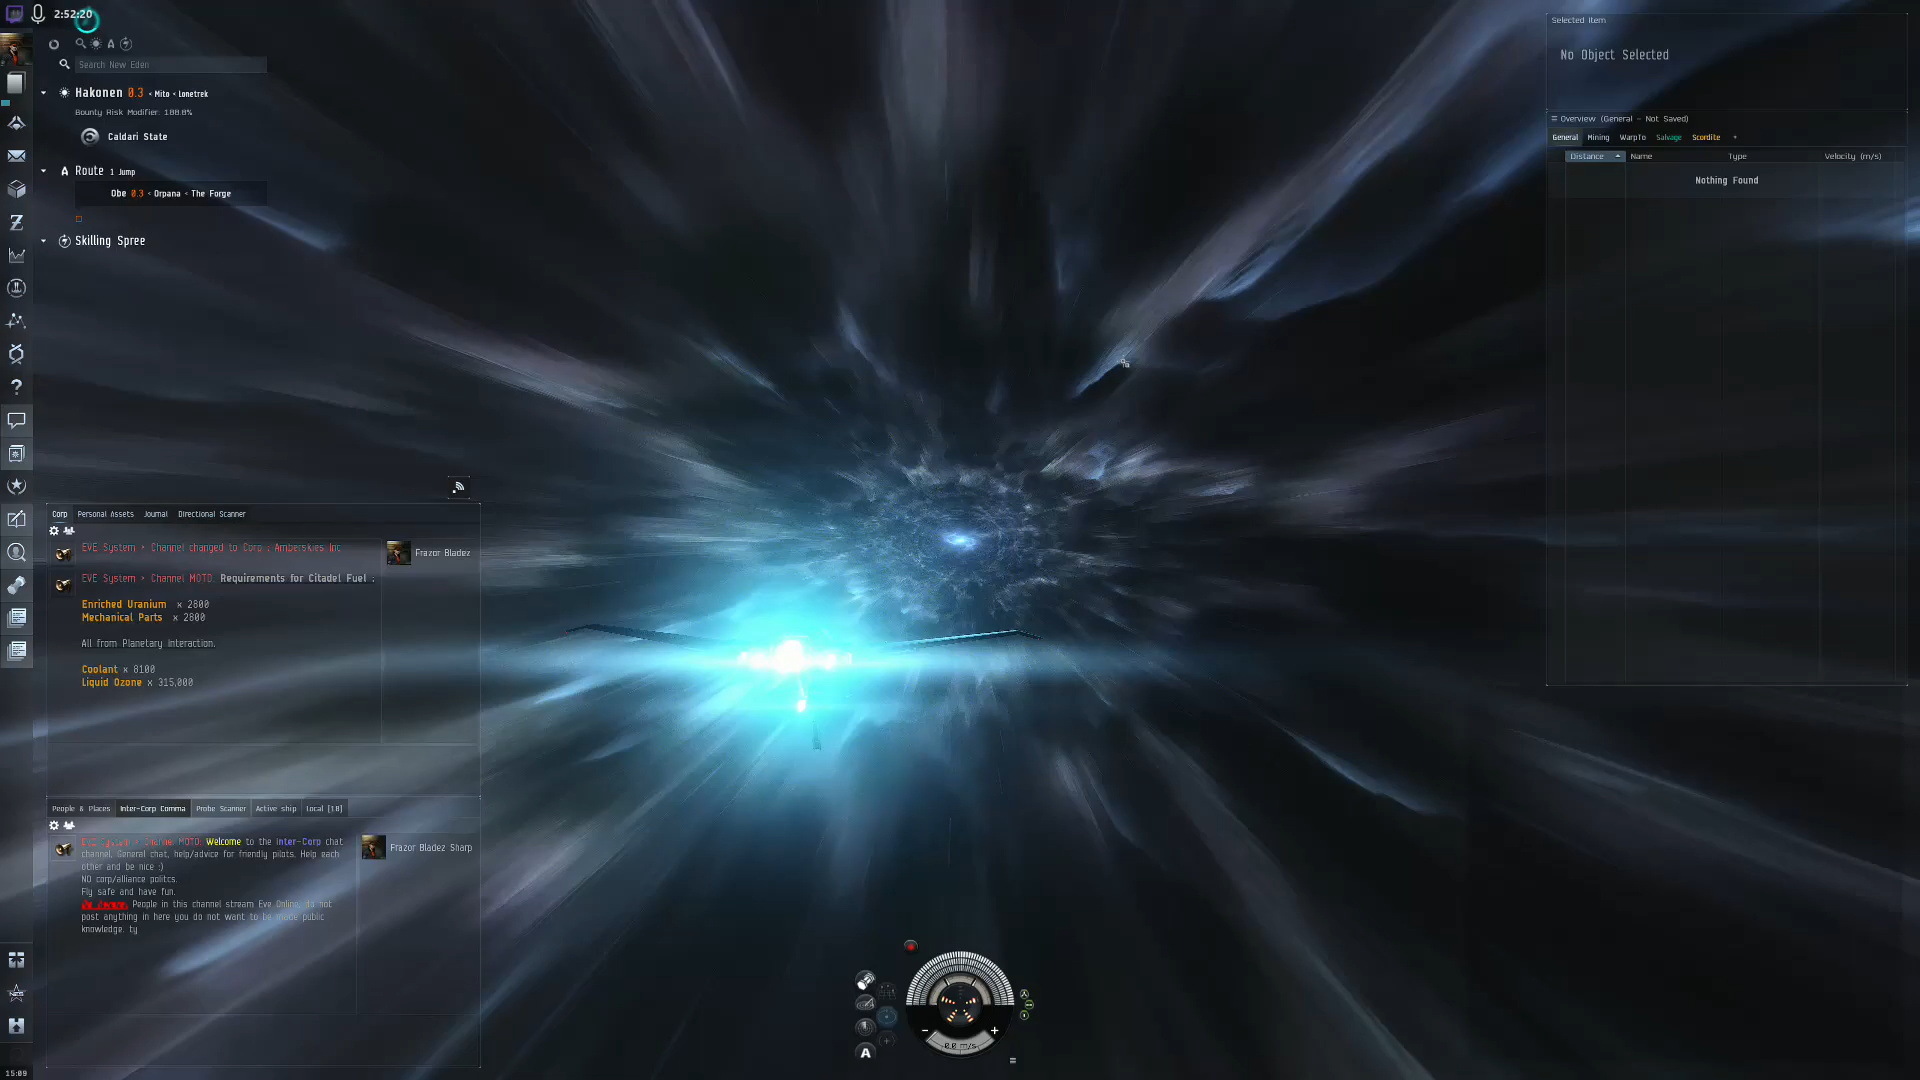 2:52:20
Search New Eden
Hakonen 0.3 < Mito < Lonetrek
Bounty Risk Modifier: 100.0%
Caldari State
A Route 1 Jump
Obe 0.3 < Orpana < The Forge
Skilling Spree
Selected Item
No Object Selected
Overview (General - Not Saved)
General Mining WarpTo Salvage Scordite +
Distance Name Type Velocity (m/s)
Nothing Found
Corp Personal Assets Journal Directional Scanner
EVE System > Channel changed to Corp : Amberskies Inc
Frazor Bladez
EVE System > Channel MOTD: Requirements for Citadel Fuel :
Enriched Uranium x 2800
Mechanical Parts x 2800
All from Planetary Interaction.
Coolant x 8100
Liquid Ozone x 315,000
People & Places Inter-Corp Comma Probe Scanner Active ship Local [18]
EVE System > Channel MOTD: Welcome to the Inter-Corp chat
channel. General chat, help/advice for friendly pilots. Help each
other and be nice :)
NO corp/alliance politcs.
Fly safe and have fun.
People in this channel stream Eve Online, do not
post anything in here you do not want to be made public
knowledge. ty
Frazor Bladez Sharp
NES
A
0.0 m/s
15:09